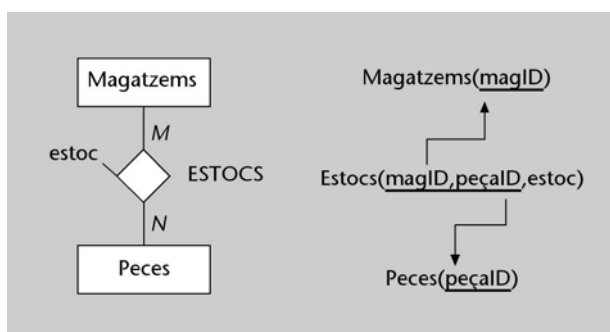 Magatzems
M
estoc
ESTOCS
N
Peces
Magatzems(magID)
Estocs(magID,peçaID,estoc)
Peces(peçaID)